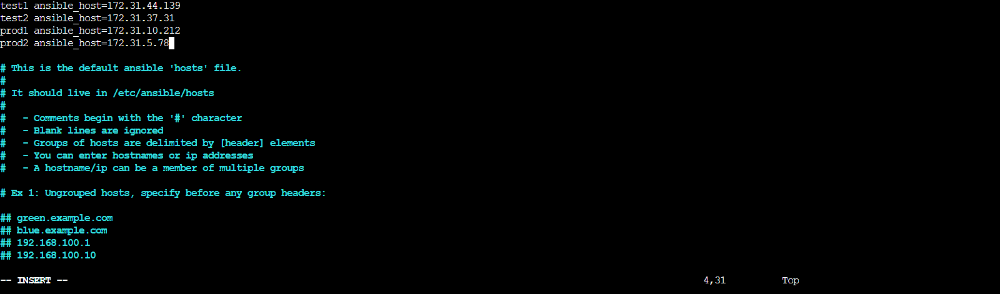 test1 ansible_host=172.31.44.139
test2 ansible_host=172.31.37.31
prod1 ansible_host=172.31.10.212
prod2 ansible_host=172.31.5.78
# This is the default ansible 'hosts' file.
#
# It should live in /etc/ansible/hosts
#
#   - Comments begin with the '#' character
#   - Blank lines are ignored
#   - Groups of hosts are delimited by [header] elements
#   - You can enter hostnames or ip addresses
#   - A hostname/ip can be a member of multiple groups
# Ex 1: Ungrouped hosts, specify before any group headers:
## green.example.com
## blue.example.com
## 192.168.100.1
## 192.168.100.10
-- INSERT -- 4,31 Top